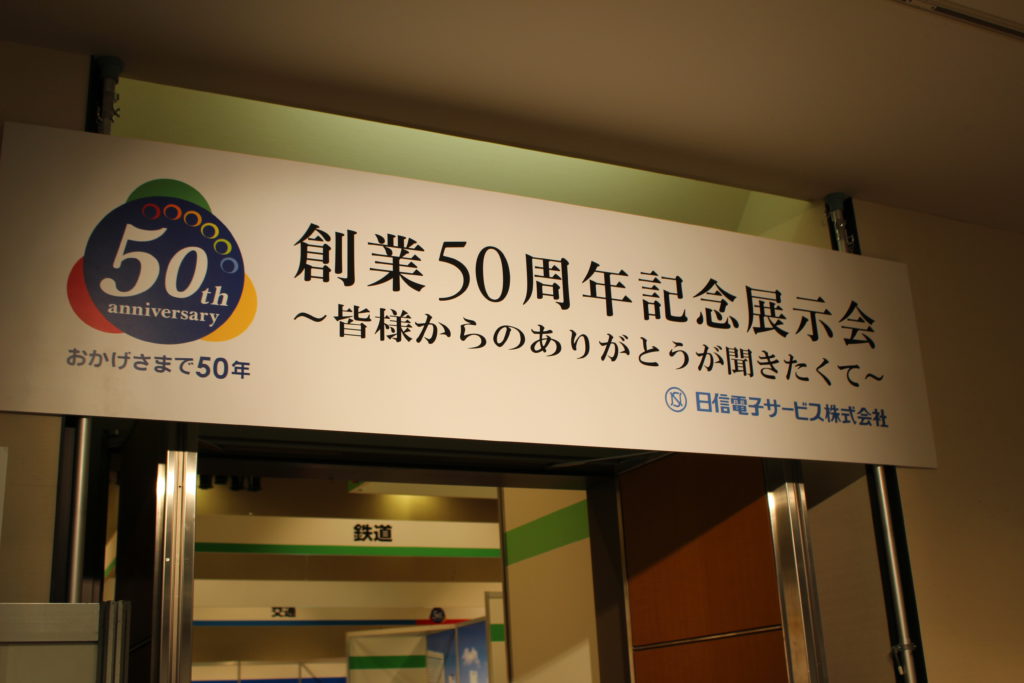 50th
anniversary
おかげさまで50年
創業50周年記念展示会
～皆様からのありがとうが聞きたくて～
日信電子サービス株式会社
鉄道
交通